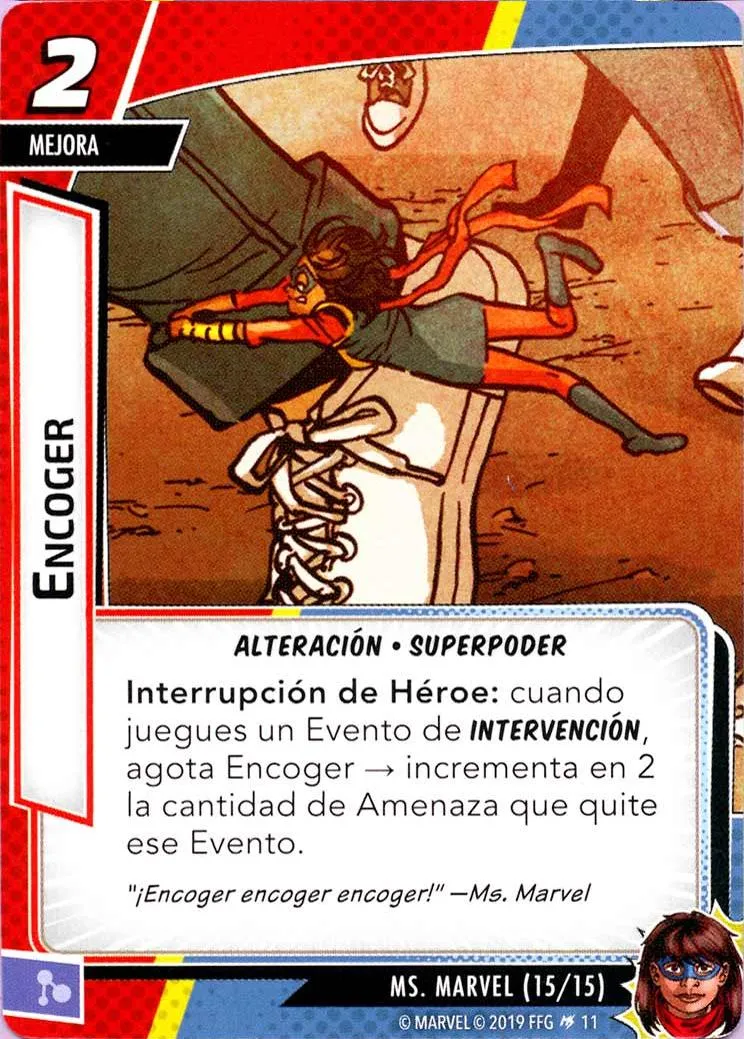 2
MEJORA
ENCOGER
ALTERACIÓN • SUPERPODER
Interrupción de Héroe: cuando
juegues un Evento de INTERVENCIÓN,
agota Encoger → incrementa en 2
la cantidad de Amenaza que quite
ese Evento.
"¡Encoger encoger encoger!" —Ms. Marvel
MS. MARVEL (15/15)
© MARVEL © 2019 FFG 11